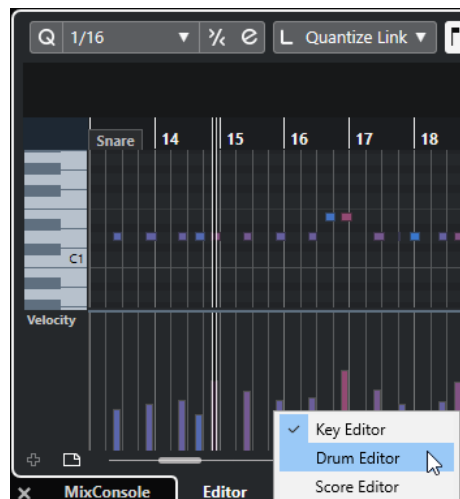 Q 1/16 L Quantize Link
Snare 14 15 16 17 18
C1
Velocity
Key Editor
Drum Editor
Score Editor
MixConsole Editor